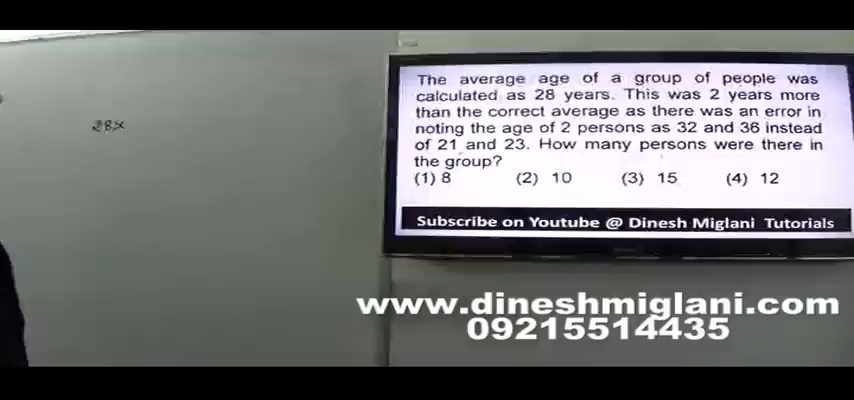 28x
The average age of a group of people was
calculated as 28 years. This was 2 years more
than the correct average as there was an error in
noting the age of 2 persons as 32 and 36 instead
of 21 and 23. How many persons were there in
the group?
(1) 8 (2) 10 (3) 15 (4) 12
Subscribe on Youtube @ Dinesh Miglani Tutorials
www.dineshmiglani.com
09215514435